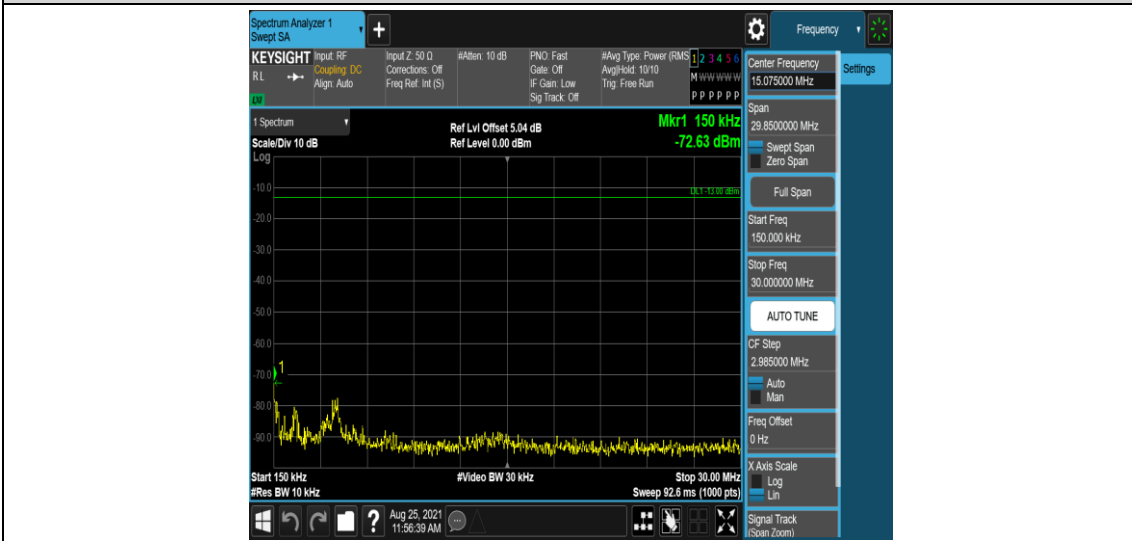 Spectrum Analyzer 1
Swept SA
+
Frequency
KEYSIGHT
RL
LXI
Input: RF
Coupling: DC
Align: Auto
Input Z: 50 Ω
Corrections: Off
Freq Ref: Int (S)
#Atten: 10 dB
PNO: Fast
Gate: Off
IF Gain: Low
Sig Track: Off
#Avg Type: Power (RMS
Avg|Hold: 10/10
Trig: Free Run
1 2 3 4 5 6
M W W W W W
P P P P P P
1 Spectrum
Scale/Div 10 dB
Log
Ref Lvl Offset 5.04 dB
Ref Level 0.00 dBm
Mkr1 150 kHz
-72.63 dBm
DL1 -13.00 dBm
-10.0
-20.0
-30.0
-40.0
-50.0
-60.0
-70.0
-80.0
-90.0
1
Start 150 kHz
#Res BW 10 kHz
#Video BW 30 kHz
Stop 30.00 MHz
Sweep 92.6 ms (1000 pts)
?
Aug 25, 2021
11:56:39 AM
Center Frequency
15.075000 MHz
Settings
Span
29.8500000 MHz
Swept Span
Zero Span
Full Span
Start Freq
150.000 kHz
Stop Freq
30.000000 MHz
AUTO TUNE
CF Step
2.985000 MHz
Auto
Man
Freq Offset
0 Hz
X Axis Scale
Log
Lin
Signal Track
(Span Zoom)